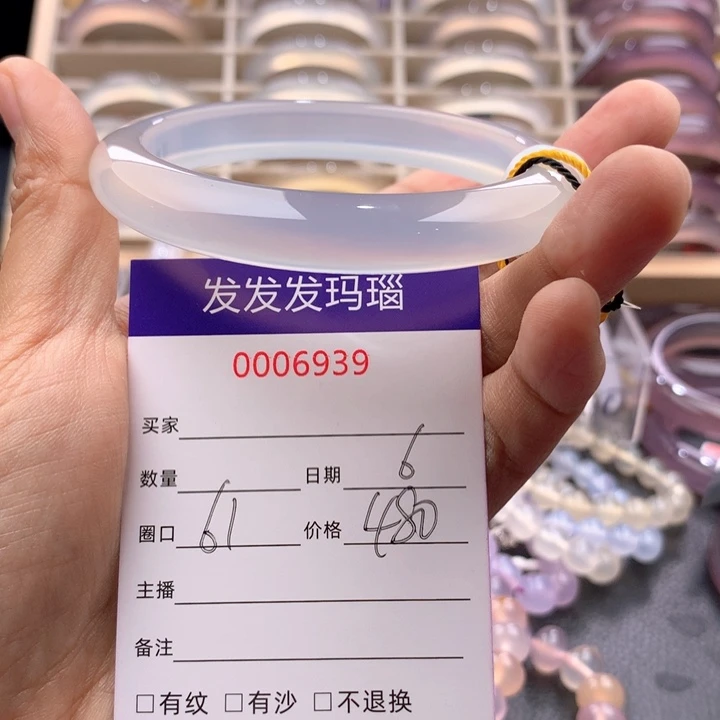 发发发玛瑙
0006939
买家
数量 日期 6
圈口 61 价格 480
主播
备注
□有纹 □有沙 □不退换